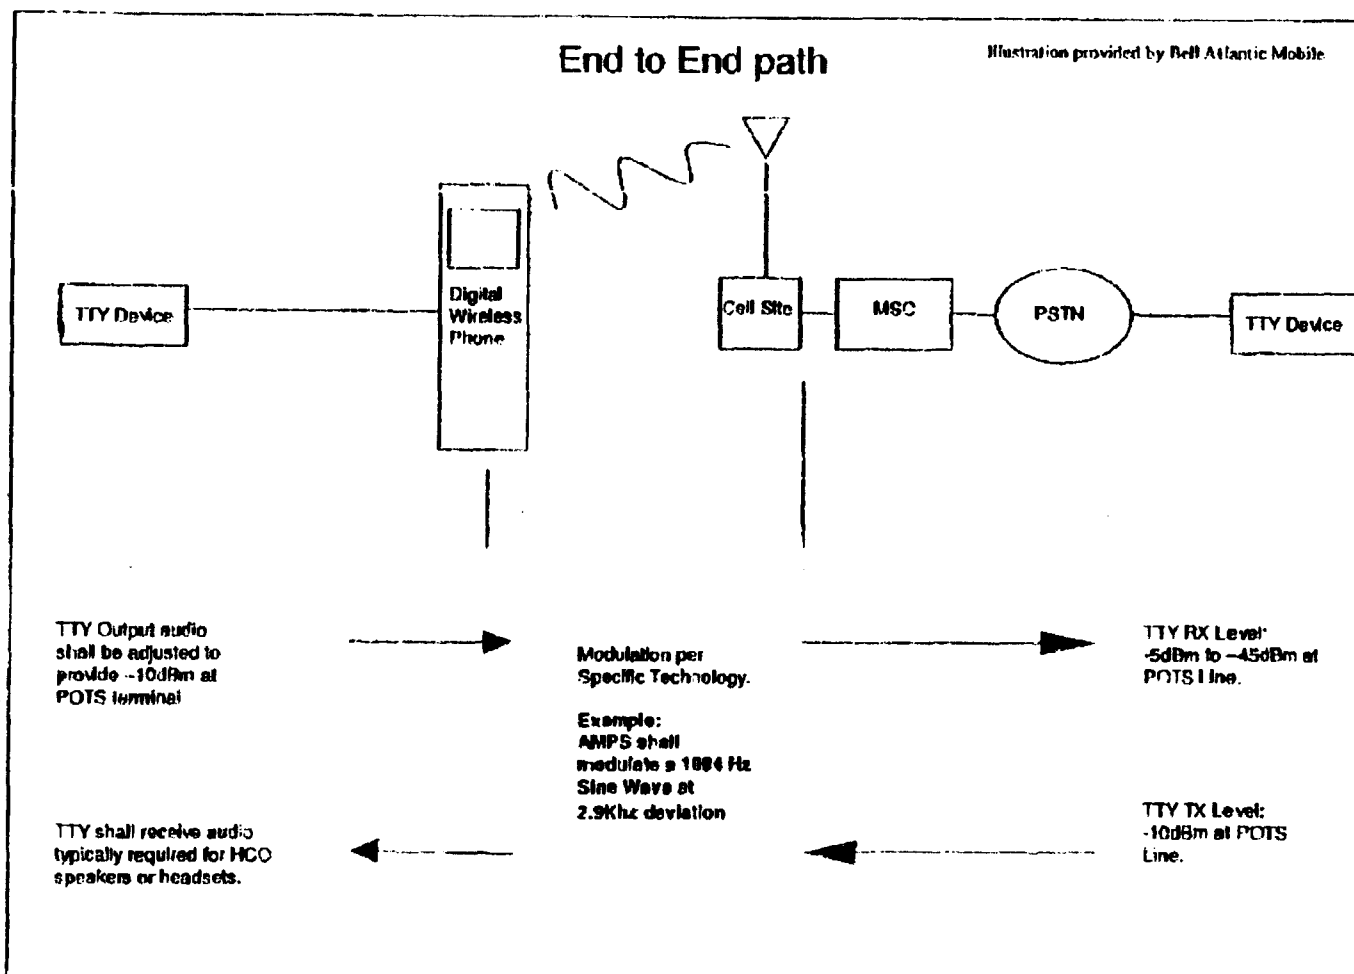 End to End path
Illustration provided by Bell Atlantic Mobile
TTY Device
Digital
Wireless
Phone
Cell Site
MSC
PSTN
TTY Device
TTY Output audio
shall be adjusted to
provide -10dBm at
POTS terminal
Modulation per
Specific Technology.
Example:
AMPS shall
modulate a 1004 Hz
Sine Wave at
2.9Khz deviation
TTY RX Level:
-5dBm to -45dBm at
POTS Line.
TTY shall receive audio
typically required for HCO
speakers or headsets.
TTY TX Level:
-10dBm at POTS
Line.